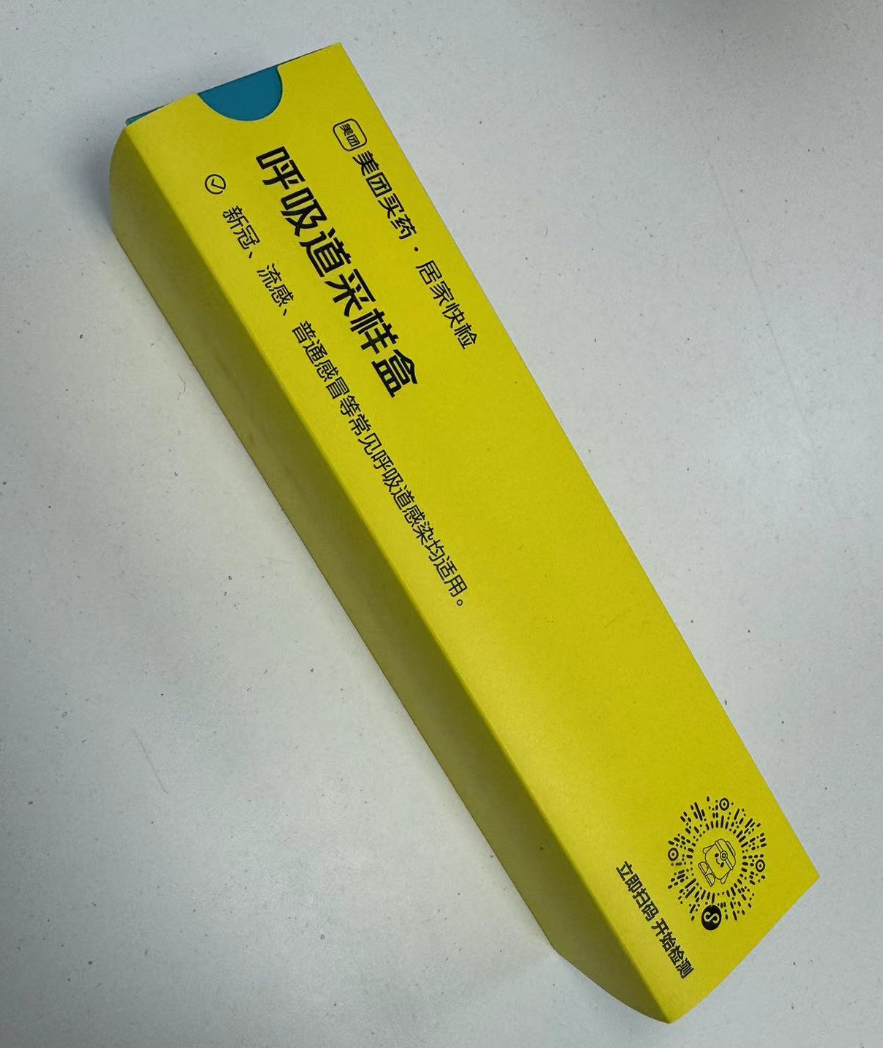 美团 美团买药·居家快检
呼吸道采样盒
新冠、流感、普通感冒等常见呼吸道感染均适用。
立即扫码 开始检测